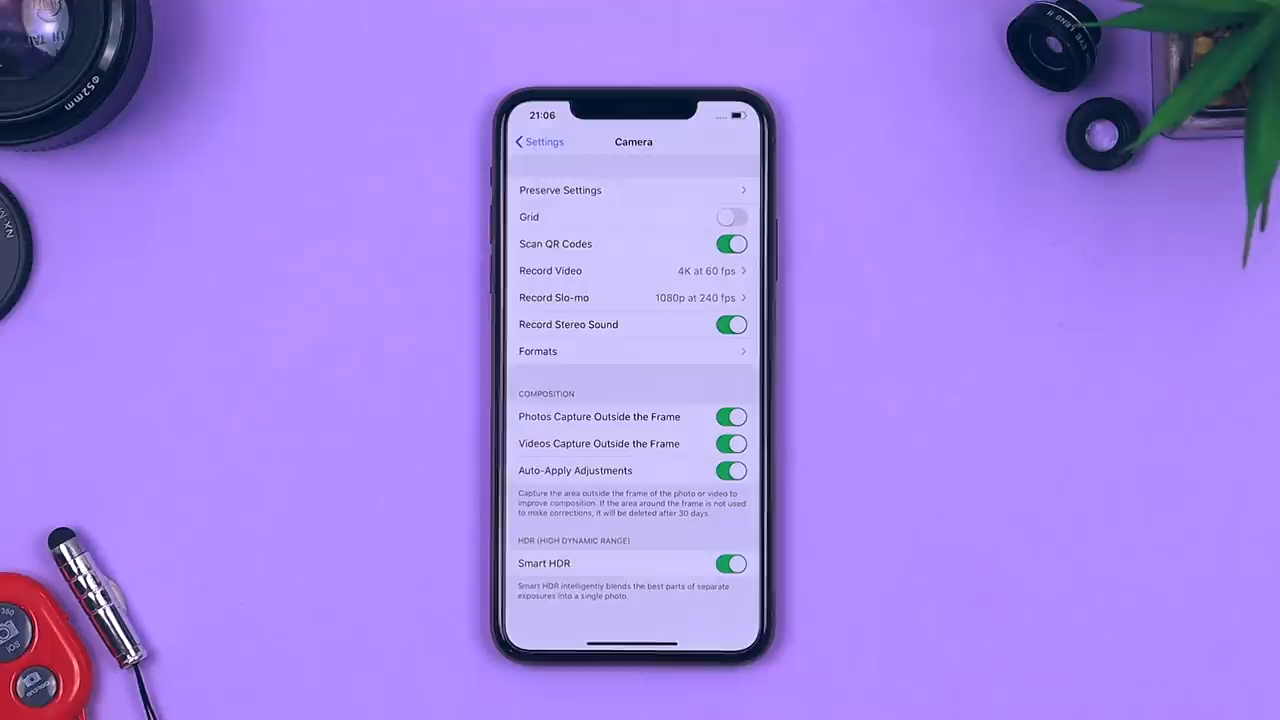 52mm
EYE LENS
21:06
Settings
Camera
Preserve Settings
Grid
Scan QR Codes
Record Video 4K at 60 fps
Record Slo-mo 1080p at 240 fps
Record Stereo Sound
Formats
COMPOSITION
Photos Capture Outside the Frame
Videos Capture Outside the Frame
Auto-Apply Adjustments
Capture the area outside the frame of the photo or video to
improve composition. If the area around the frame is not used
to make corrections, it will be deleted after 30 days.
HDR (HIGH DYNAMIC RANGE)
Smart HDR
Smart HDR intelligently blends the best parts of separate
exposures into a single photo.
360
iOS